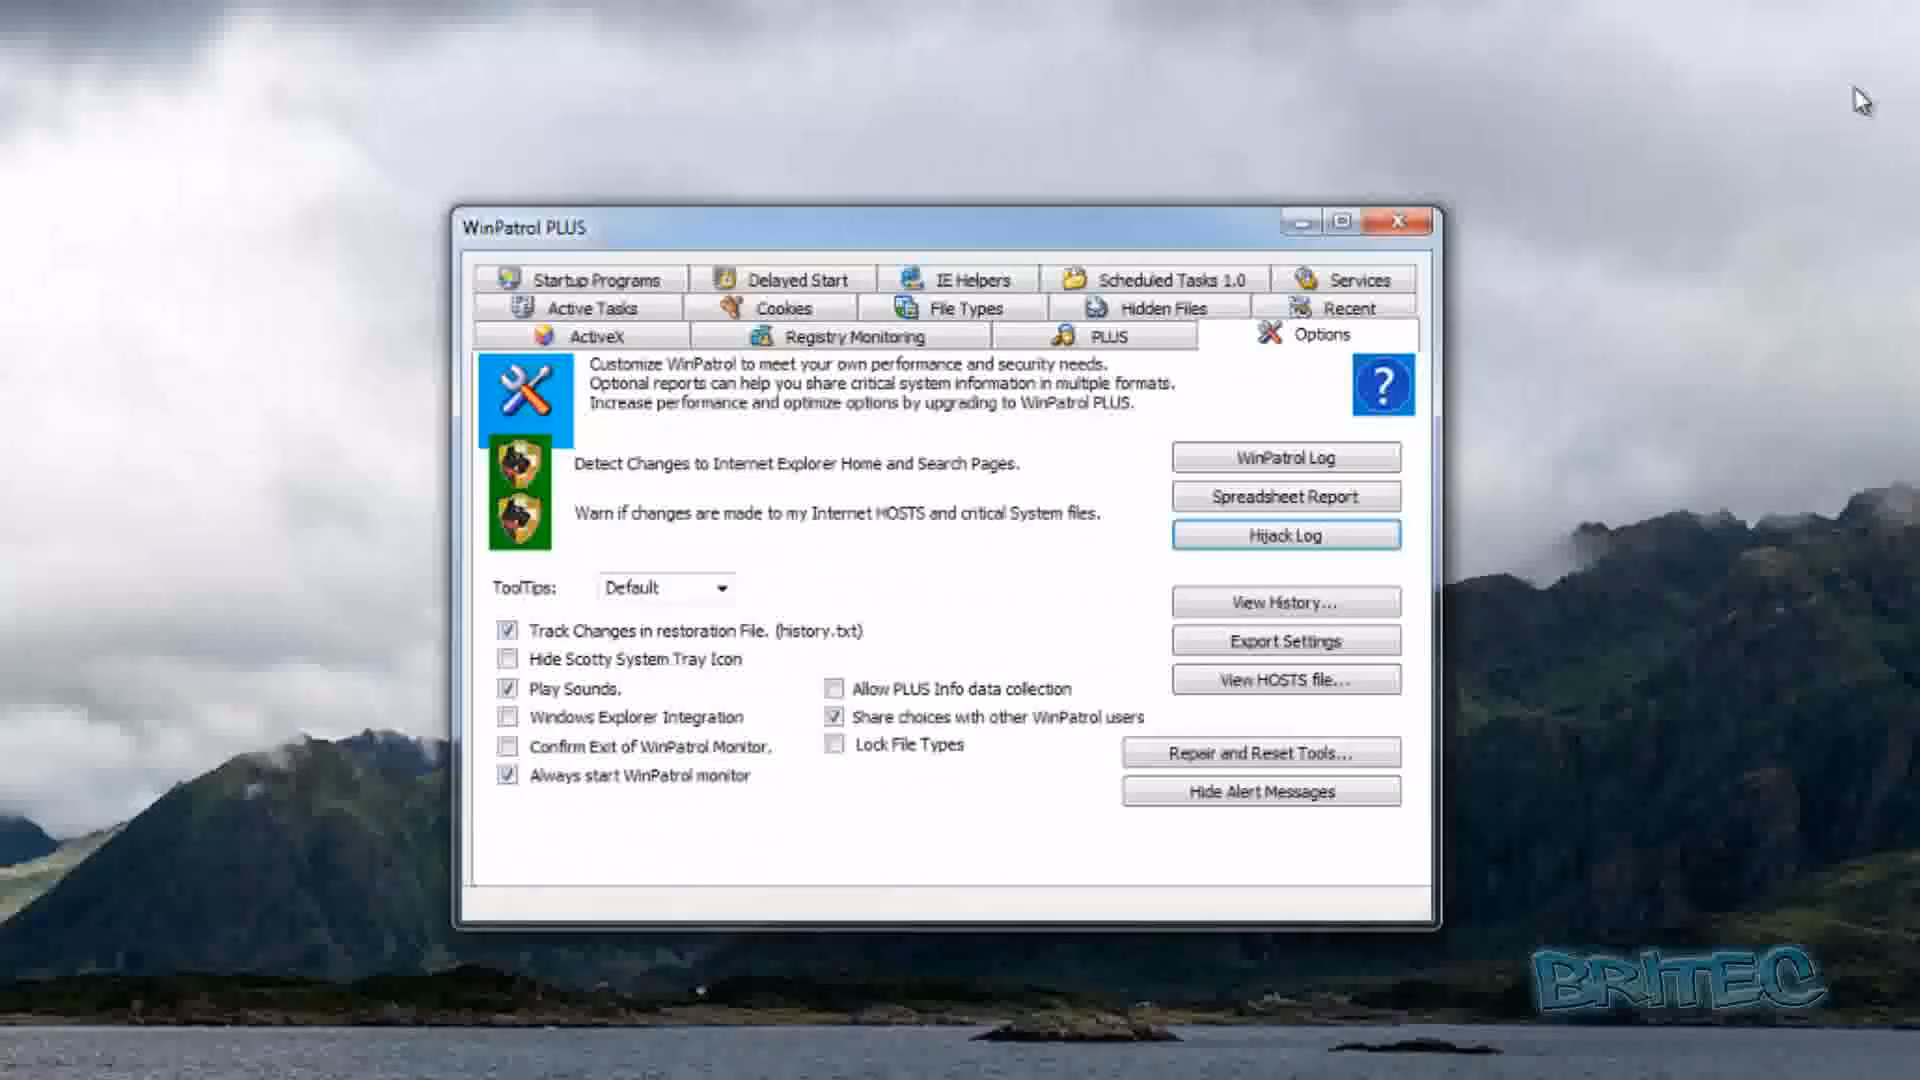 WinPatrol PLUS
Startup Programs
Delayed Start
IE Helpers
Scheduled Tasks 1.0
Services
Active Tasks
Cookies
File Types
Hidden Files
Recent
ActiveX
Registry Monitoring
PLUS
Options
Customize WinPatrol to meet your own performance and security needs.
Optional reports can help you share critical system information in multiple formats.
Increase performance and optimize options by upgrading to WinPatrol PLUS.
?
Detect Changes to Internet Explorer Home and Search Pages.
Warn if changes are made to my Internet HOSTS and critical System files.
WinPatrol Log
Spreadsheet Report
Hijack Log
ToolTips:
Default
View History...
Export Settings
View HOSTS file...
Track Changes in restoration File. (history.txt)
Hide Scotty System Tray Icon
Play Sounds.
Windows Explorer Integration
Confirm Exit of WinPatrol Monitor.
Always start WinPatrol monitor
Allow PLUS Info data collection
Share choices with other WinPatrol users
Lock File Types
Repair and Reset Tools...
Hide Alert Messages
BRITEC